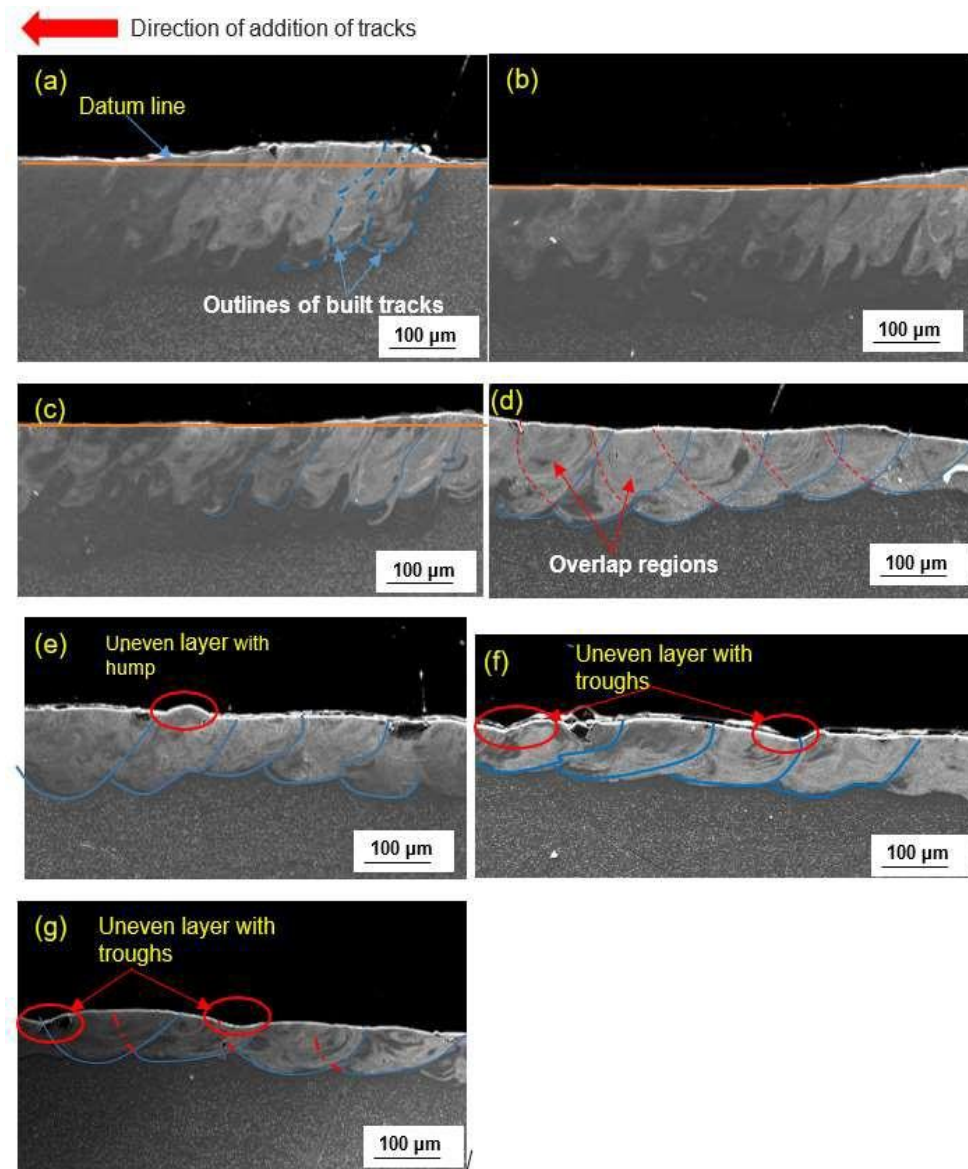 Direction of addition of tracks
(a)
Datum line
Outlines of built tracks
100 µm
(b)
100 µm
(c)
100 µm
(d)
Overlap regions
100 µm
(e)
Uneven layer with
hump
100 µm
(f)
Uneven layer with
troughs
100 µm
(g)
Uneven layer with
troughs
100 µm